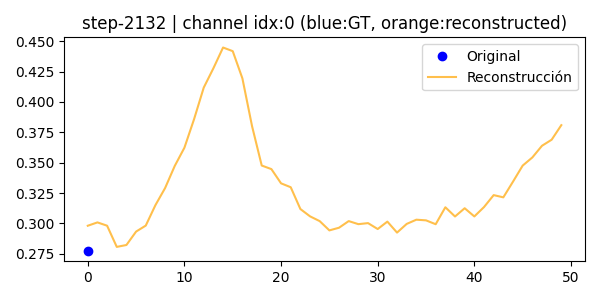 step-2132 | channel idx:0 (blue:GT, orange:reconstructed)
0.450
0.425
0.400
0.375
0.350
0.325
0.300
0.275
Original
Reconstrucción
0 10 20 30 40 50